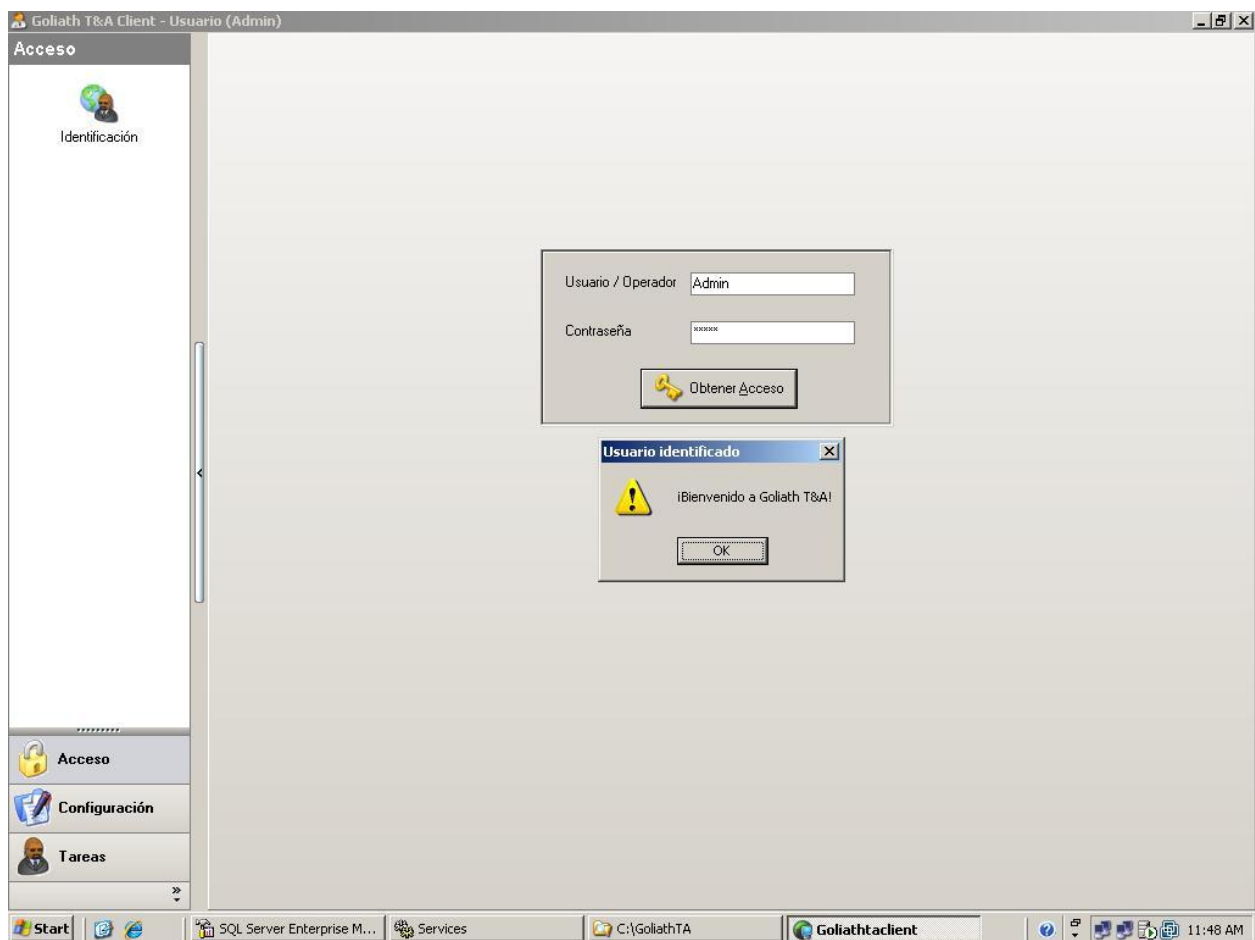 Goliath T&A Client - Usuario (Admin)
Acceso
Identificación
Usuario / Operador
Admin
Contraseña
*****
Obtener Acceso
Usuario identificado
¡Bienvenido a Goliath T&A!
OK
Acceso
Configuración
Tareas
Start
SQL Server Enterprise M...
Services
C:\GoliathTA
Goliathtaclient
11:48 AM